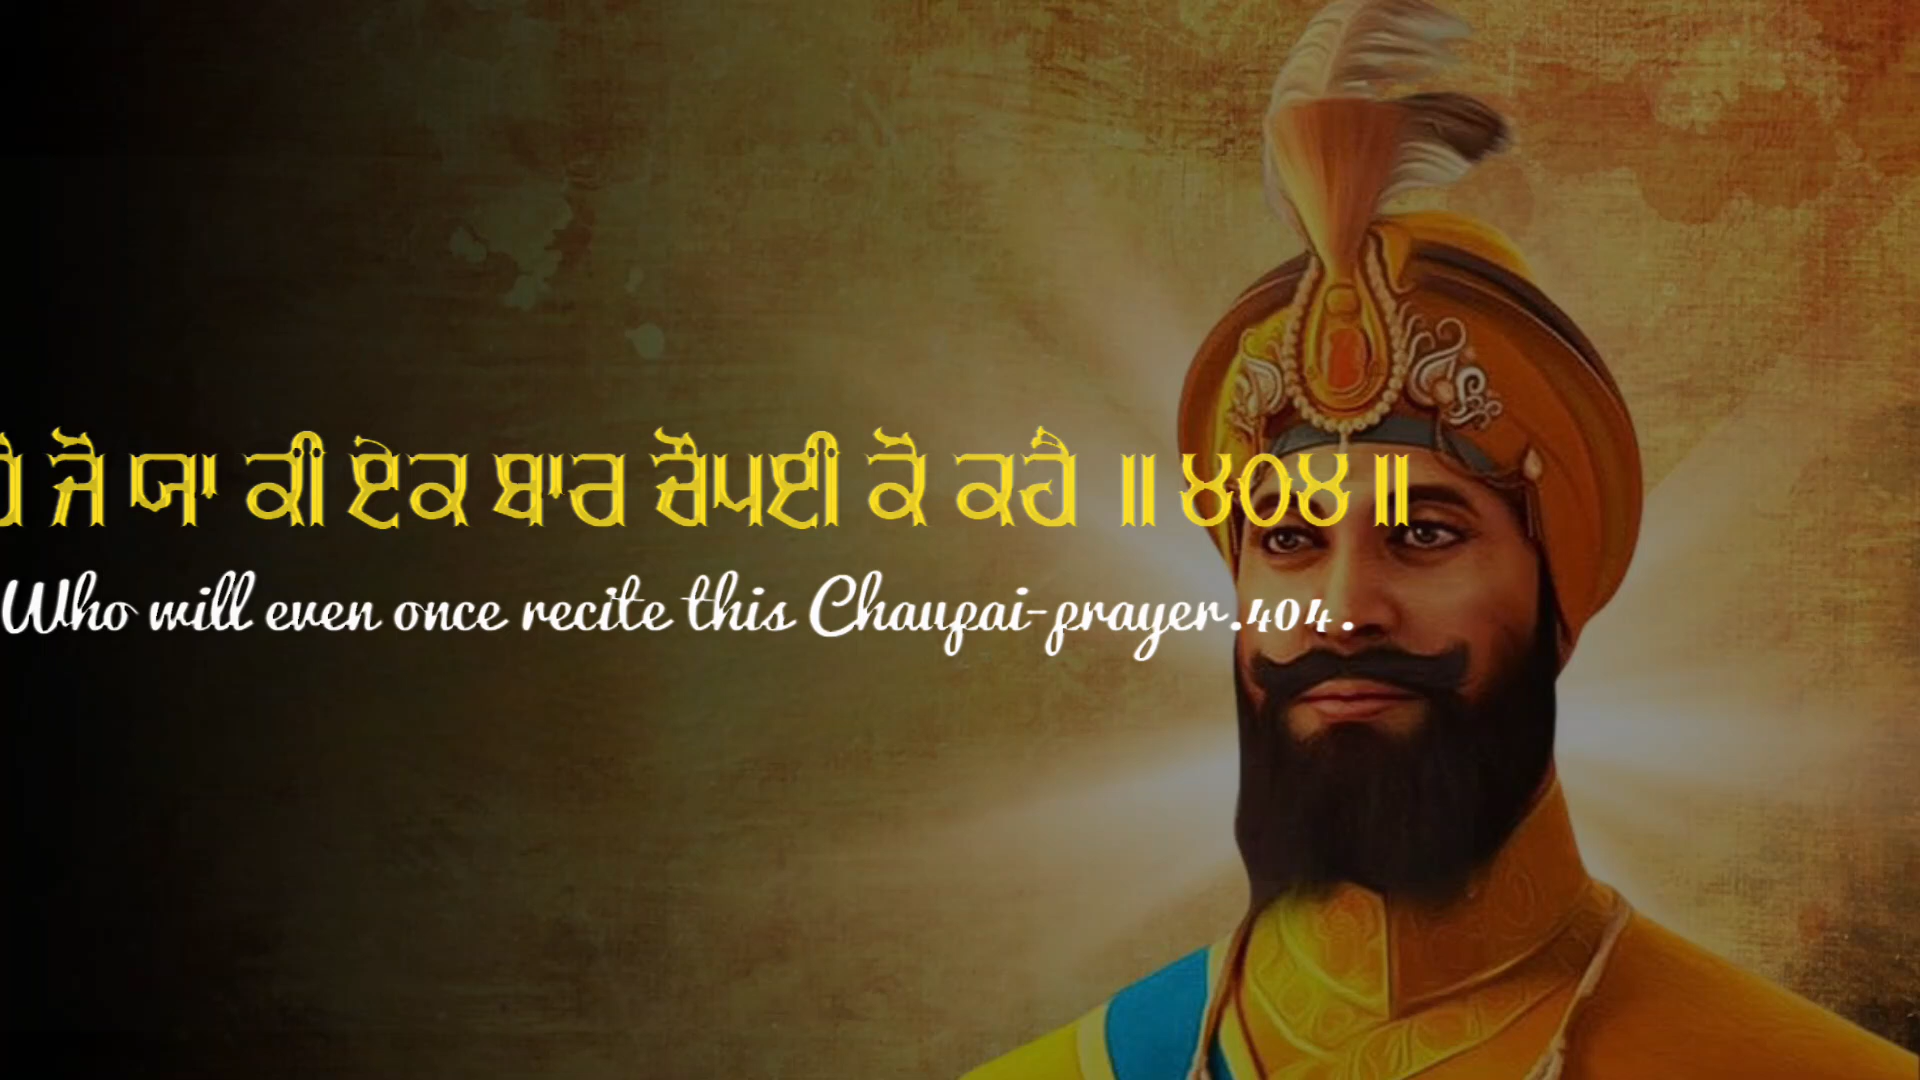 ਜੋ ਯਾ ਕੀ ਏਕ ਬਾਰ ਚੌਪਈ ਕੋ ਕਹੈ ॥ ੪੦੪॥
Who will even once recite this Chaupai-prayer.404.